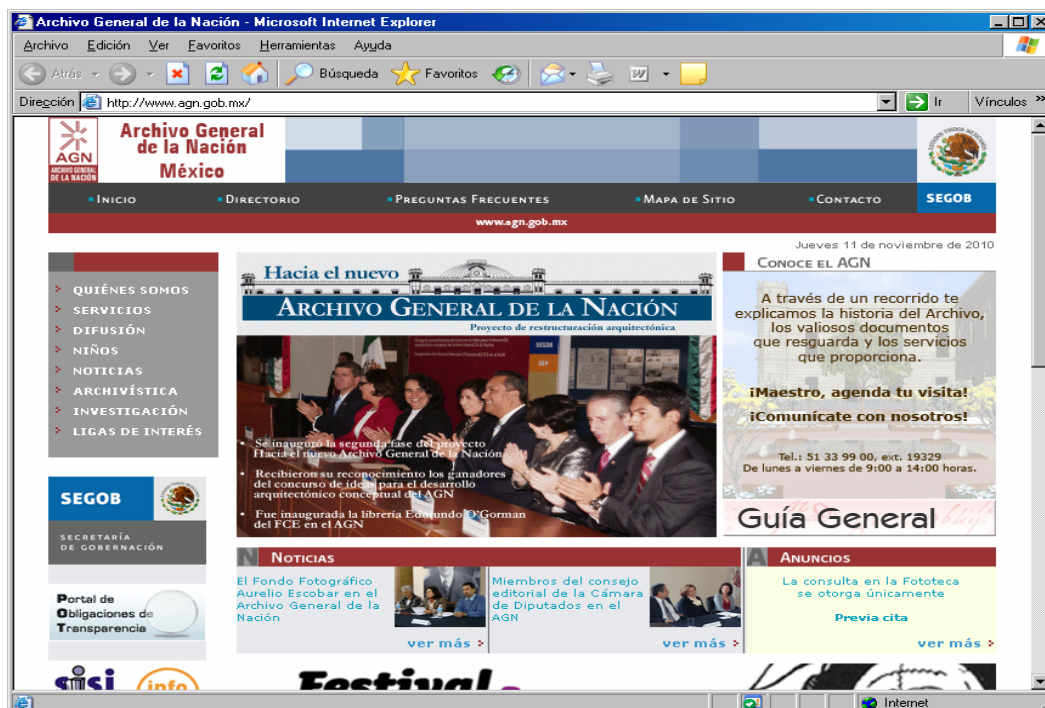 Archivo General de la Nación - Microsoft Internet Explorer
Archivo Edición Ver Favoritos Herramientas Ayuda
Atrás Búsqueda Favoritos
Dirección http://www.agn.gob.mx/ Ir Vínculos »
AGN
ARCHIVO GENERAL
DE LA NACIÓN
Archivo General
de la Nación
México
ESTADOS UNIDOS MEXICANOS
INICIO DIRECTORIO PREGUNTAS FRECUENTES MAPA DE SITIO CONTACTO SEGOB
www.agn.gob.mx
Jueves 11 de noviembre de 2010
QUIÉNES SOMOS
SERVICIOS
DIFUSIÓN
NIÑOS
NOTICIAS
ARCHIVÍSTICA
INVESTIGACIÓN
LIGAS DE INTERÉS
SEGOB
SECRETARÍA
DE GOBERNACIÓN
Portal de
Obligaciones de
Transparencia
sisi info
Hacia el nuevo
ARCHIVO GENERAL DE LA NACIÓN
Proyecto de restructuración arquitectónica
SEGOB
SEP
• Se inauguró la segunda fase del proyecto
Hacia el nuevo Archivo General de la Nación
• Recibieron su reconocimiento los ganadores
del concurso de ideas para el desarrollo
arquitectónico conceptual del AGN
• Fue inaugurada la librería Edmundo O'Gorman
del FCE en el AGN
CONOCE EL AGN
A través de un recorrido te
explicamos la historia del Archivo,
los valiosos documentos
que resguarda y los servicios
que proporciona.
¡Maestro, agenda tu visita!
¡Comunícate con nosotros!
Tel.: 51 33 99 00, ext. 19329
De lunes a viernes de 9:00 a 14:00 horas.
Guía General
N NOTICIAS
El Fondo Fotográfico
Aurelio Escobar en el
Archivo General de la
Nación
ver más
Miembros del consejo
editorial de la Cámara
de Diputados en el
AGN
ver más
A ANUNCIOS
La consulta en la Fototeca
se otorga únicamente
Previa cita
ver más
Festival
Internet